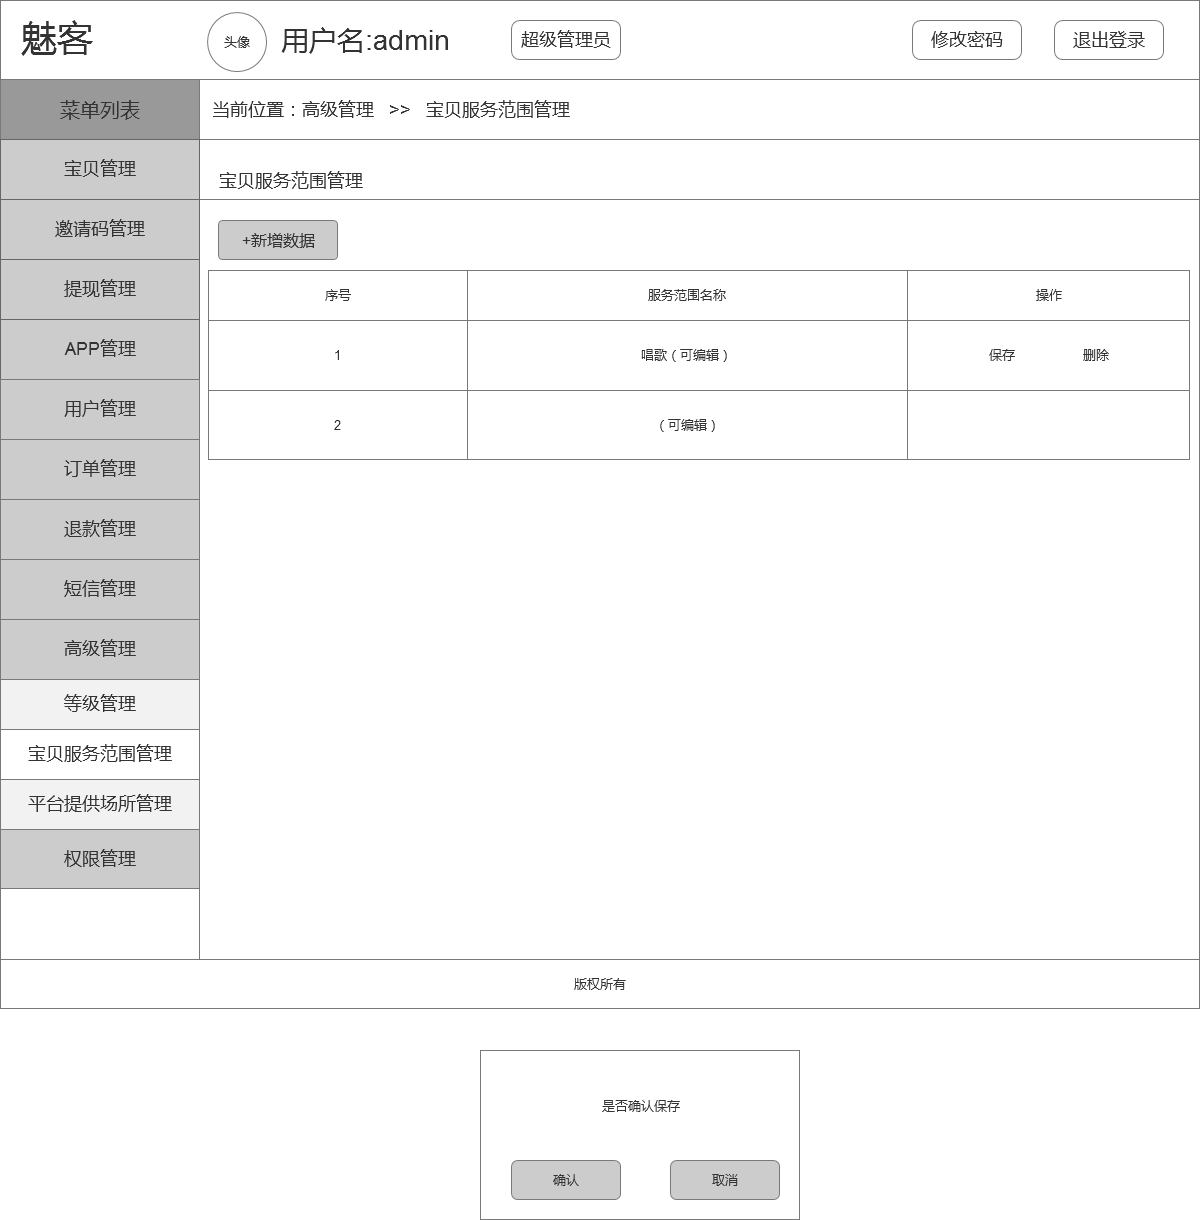 魅客
头像
用户名:admin
超级管理员
修改密码
退出登录
菜单列表
当前位置：高级管理 >> 宝贝服务范围管理
宝贝管理
宝贝服务范围管理
邀请码管理
+新增数据
提现管理
序号 服务范围名称 操作
APP管理
1 唱歌（可编辑） 保存 删除
用户管理
2 （可编辑）
订单管理
退款管理
短信管理
高级管理
等级管理
宝贝服务范围管理
平台提供场所管理
权限管理
版权所有
是否确认保存
确认 取消